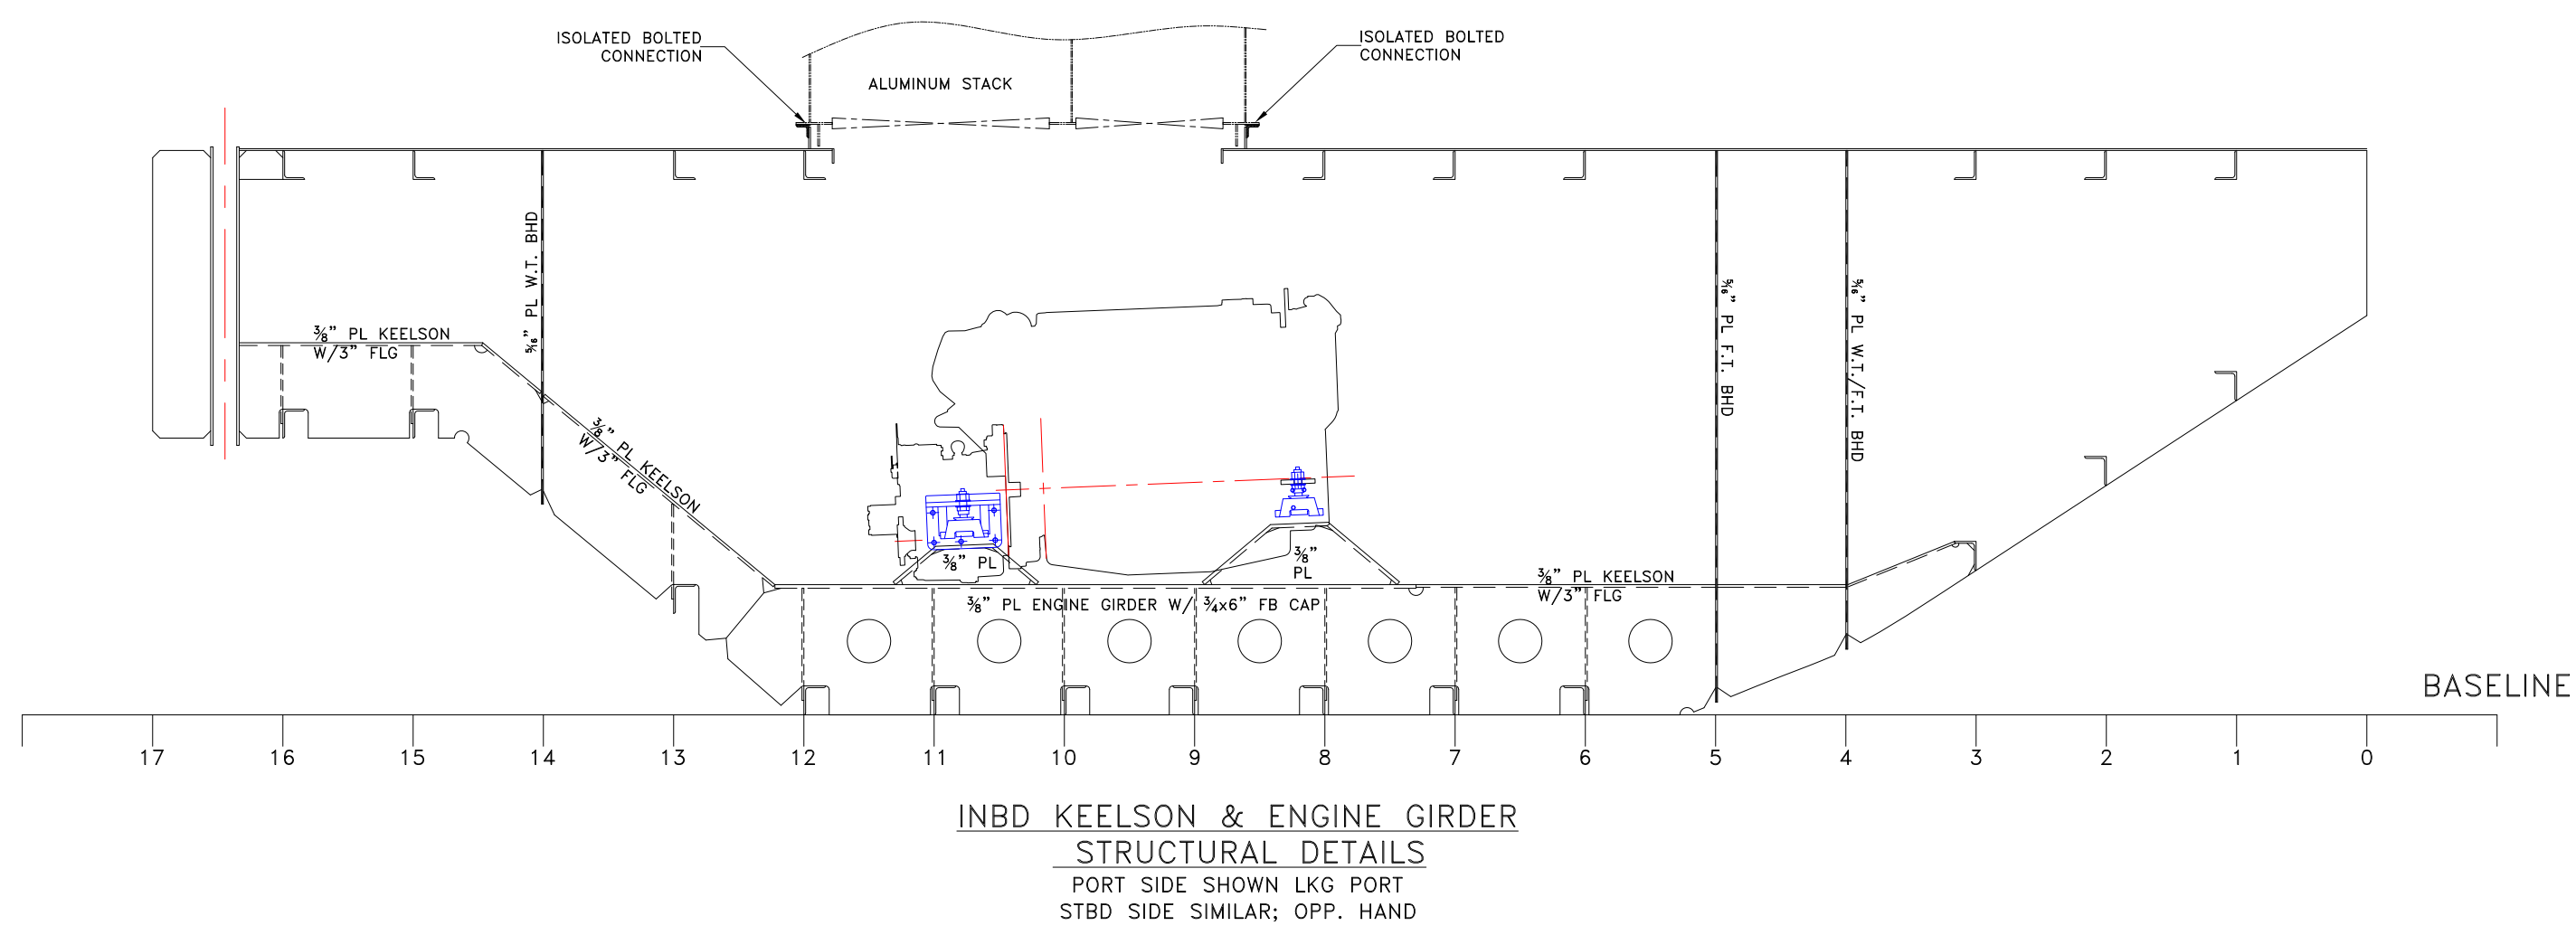 ISOLATED BOLTED
CONNECTION
ISOLATED BOLTED
CONNECTION
ALUMINUM STACK
5/16" PL W.T. BHD
5/16" PL F.T. BHD
5/16" PL W.T./F.T. BHD
3/8" PL KEELSON
W/3" FLG
3/8" PL KEELSON
W/3" FLG
3/8" PL
3/8"
PL
3/8" PL KEELSON
W/3" FLG
3/8" PL ENGINE GIRDER W/ 3/4x6" FB CAP
BASELINE
17 16 15 14 13 12 11 10 9 8 7 6 5 4 3 2 1 0
INBD KEELSON & ENGINE GIRDER
STRUCTURAL DETAILS
PORT SIDE SHOWN LKG PORT
STBD SIDE SIMILAR; OPP. HAND